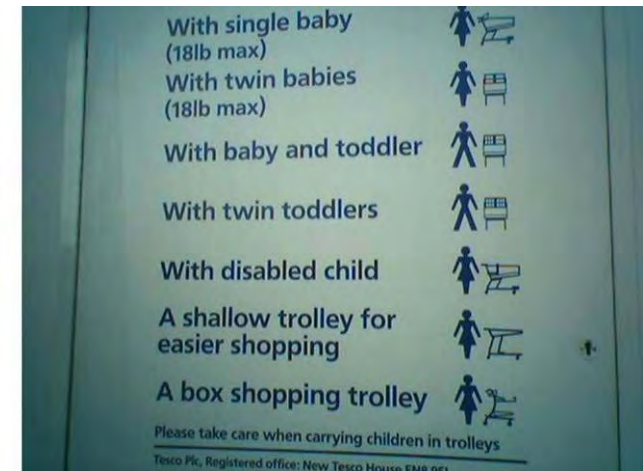 With single baby
(18lb max)
With twin babies
(18lb max)
With baby and toddler
With twin toddlers
With disabled child
A shallow trolley for
easier shopping
A box shopping trolley
Please take care when carrying children in trolleys
Tesco Plc, Registered office: New Tesco House EN8 9SL